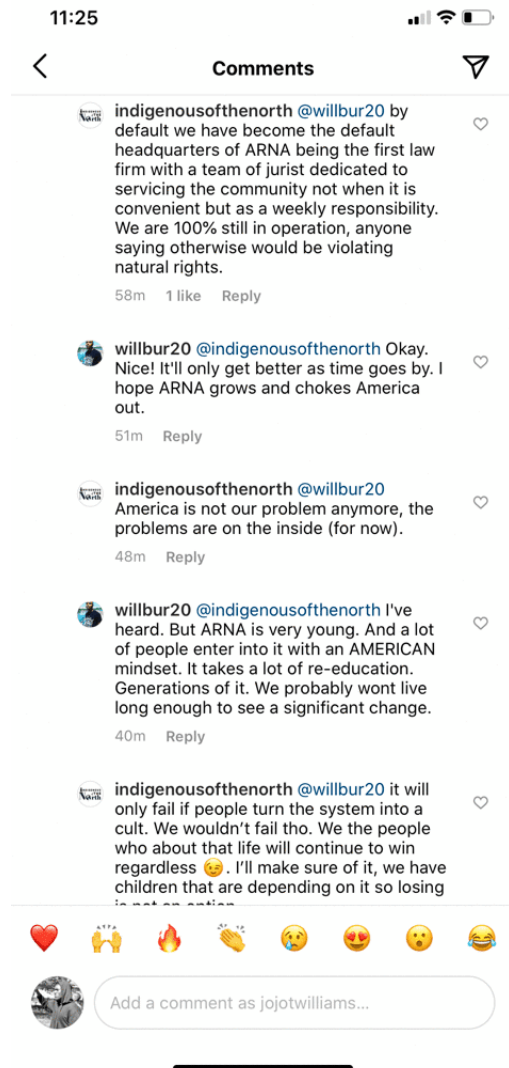 11:25
Comments
indigenousofthenorth @willbur20 by
default we have become the default
headquarters of ARNA being the first law
firm with a team of jurist dedicated to
servicing the community not when it is
convenient but as a weekly responsibility.
We are 100% still in operation, anyone
saying otherwise would be violating
natural rights.
58m 1 like Reply
willbur20 @indigenousofthenorth Okay.
Nice! It'll only get better as time goes by. I
hope ARNA grows and chokes America
out.
51m Reply
indigenousofthenorth @willbur20
America is not our problem anymore, the
problems are on the inside (for now).
48m Reply
willbur20 @indigenousofthenorth I've
heard. But ARNA is very young. And a lot
of people enter into it with an AMERICAN
mindset. It takes a lot of re-education.
Generations of it. We probably wont live
long enough to see a significant change.
40m Reply
indigenousofthenorth @willbur20 it will
only fail if people turn the system into a
cult. We wouldn’t fail tho. We the people
who about that life will continue to win
regardless 😉. I’ll make sure of it, we have
children that are depending on it so losing
Add a comment as jojotwilliams...